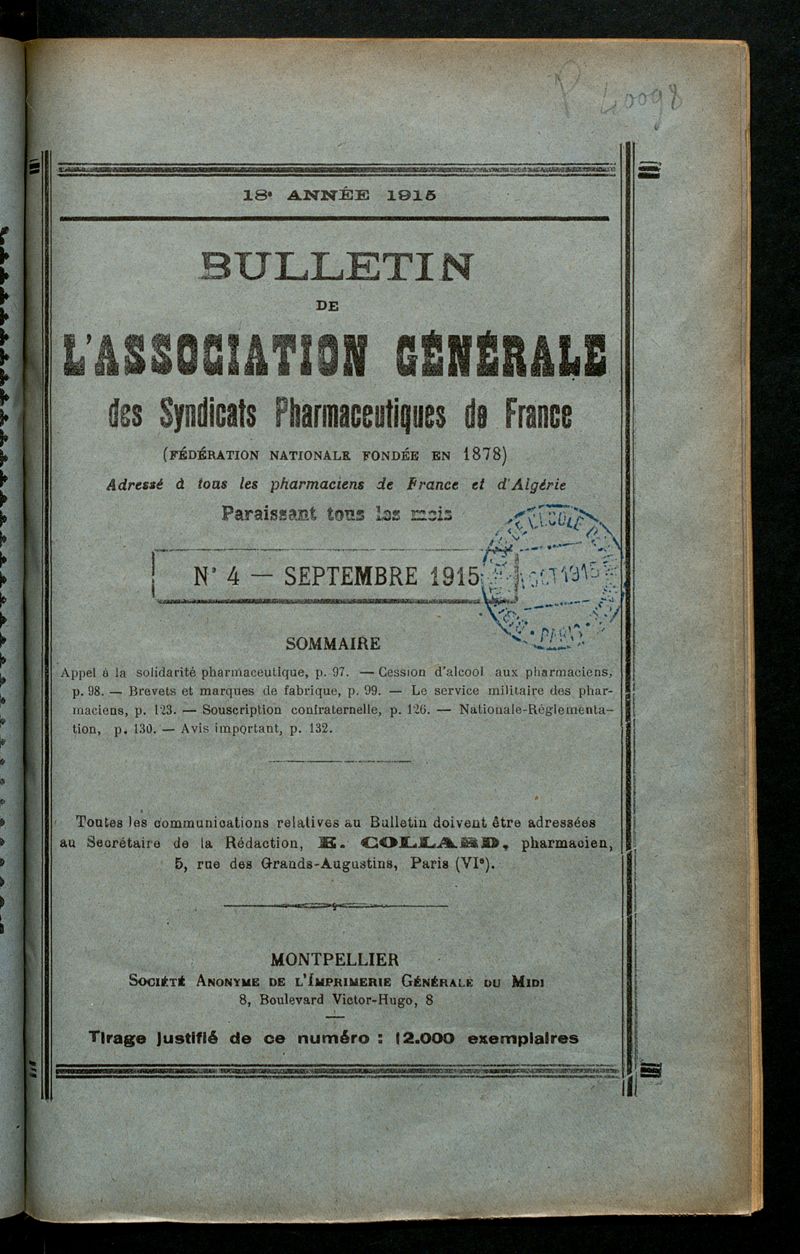 P 40098
18e ANNÉE 1915
BULLETIN
DE
L'ASSOCIATION GÉNÉRALE
des Syndicats Pharmaceutiques de France
(FÉDÉRATION NATIONALE FONDÉE EN 1878)
Adressé à tous les pharmaciens de France et d'Algérie
Paraissant tous les mois
N° 4 — SEPTEMBRE 1915
SOMMAIRE
Appel à la solidarité pharmaceutique, p. 97. — Cession d'alcool aux pharmaciens,
p. 98. — Brevets et marques de fabrique, p. 99. — Le service militaire des phar-
maciens, p. 123. — Souscription confraternelle, p. 126. — Nationale-Réglementa-
tion, p. 130. — Avis important, p. 132.
Toutes les communications relatives au Bulletin doivent être adressées
au Secrétaire de la Rédaction, E. COLLARD, pharmacien,
5, rue des Grands-Augustins, Paris (VIe).
MONTPELLIER
SOCIÉTÉ ANONYME DE L'IMPRIMERIE GÉNÉRALE DU MIDI
8, Boulevard Victor-Hugo, 8
Tirage justifié de ce numéro : 12.000 exemplaires